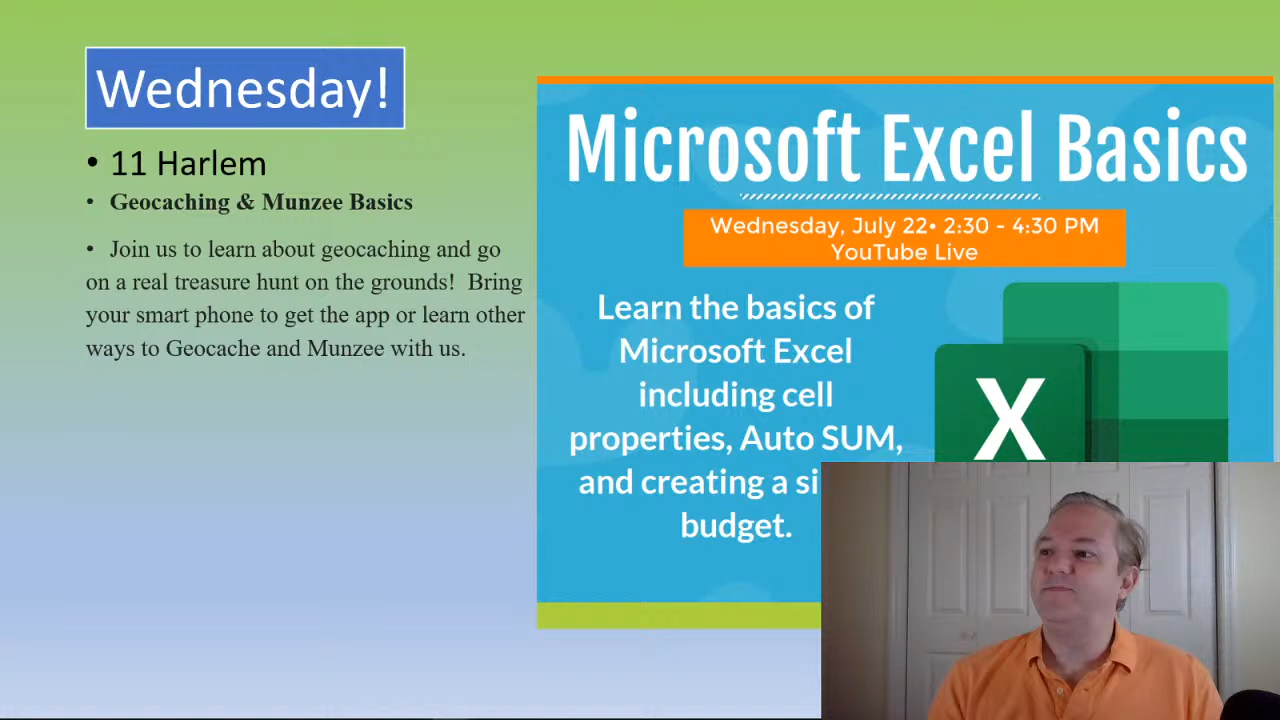 Wednesday!
• 11 Harlem
• Geocaching & Munzee Basics
• Join us to learn about geocaching and go
on a real treasure hunt on the grounds! Bring
your smart phone to get the app or learn other
ways to Geocache and Munzee with us.
Microsoft Excel Basics
Wednesday, July 22• 2:30 - 4:30 PM
YouTube Live
Learn the basics of
Microsoft Excel
including cell
properties, Auto SUM,
and creating a si
budget.
X